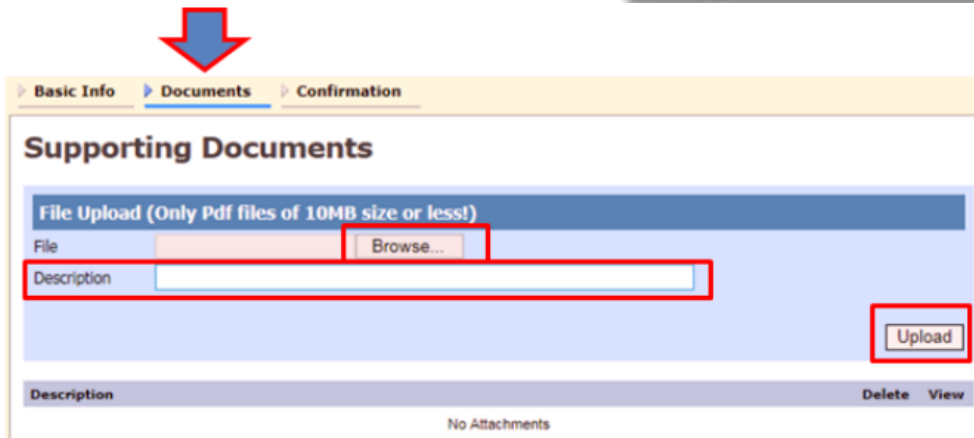 Basic Info Documents Confirmation
Supporting Documents
File Upload (Only Pdf files of 10MB size or less!)
File Browse...
Description
Upload
Description Delete View
No Attachments